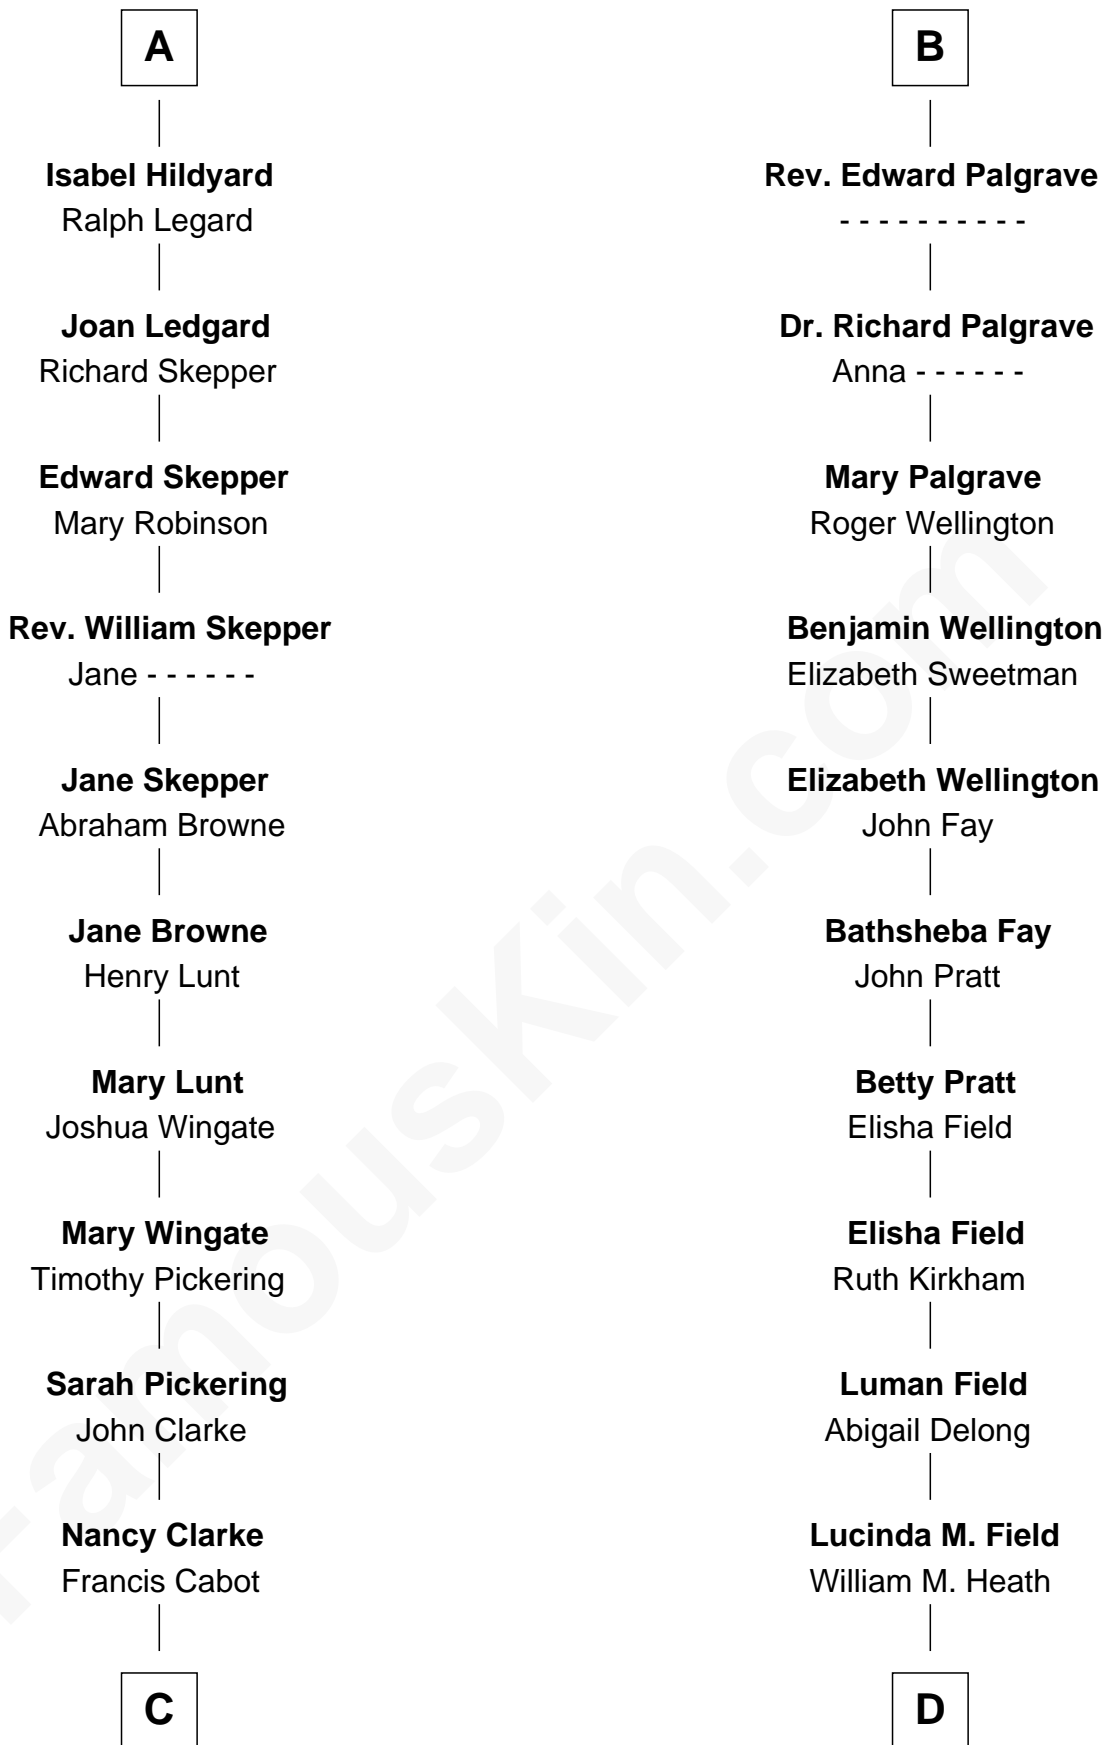 A
Isabel Hildyard
Ralph Legard
Joan Ledgard
Richard Skepper
Edward Skepper
Mary Robinson
Rev. William Skepper
Jane - - - - - -
Jane Skepper
Abraham Browne
Jane Browne
Henry Lunt
Mary Lunt
Joshua Wingate
Mary Wingate
Timothy Pickering
Sarah Pickering
John Clarke
Nancy Clarke
Francis Cabot
C
B
Rev. Edward Palgrave
- - - - - - - - - -
Dr. Richard Palgrave
Anna - - - - - -
Mary Palgrave
Roger Wellington
Benjamin Wellington
Elizabeth Sweetman
Elizabeth Wellington
John Fay
Bathsheba Fay
John Pratt
Betty Pratt
Elisha Field
Elisha Field
Ruth Kirkham
Luman Field
Abigail Delong
Lucinda M. Field
William M. Heath
D
FamousKin.com